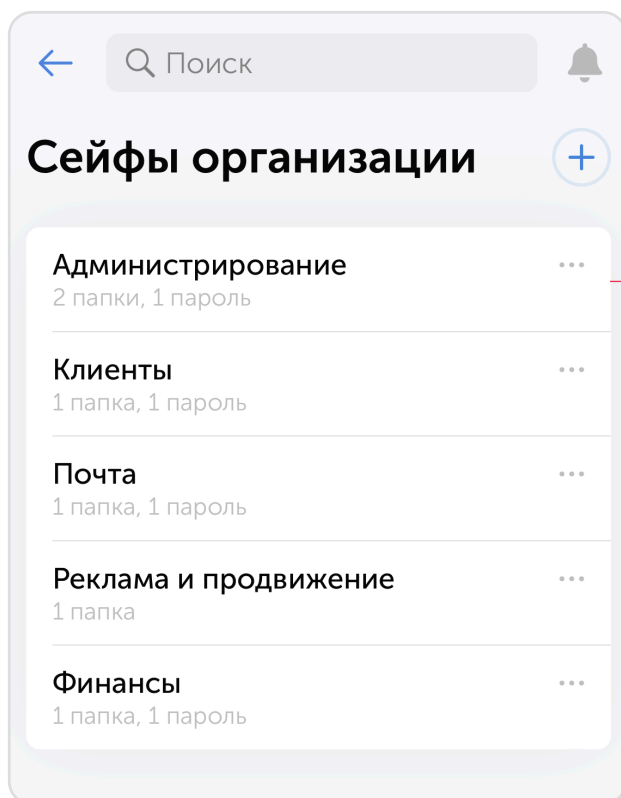 Поиск
Сейфы организации
Администрирование
2 папки, 1 пароль
Клиенты
1 папка, 1 пароль
Почта
1 папка, 1 пароль
Реклама и продвижение
1 папка
Финансы
1 папка, 1 пароль